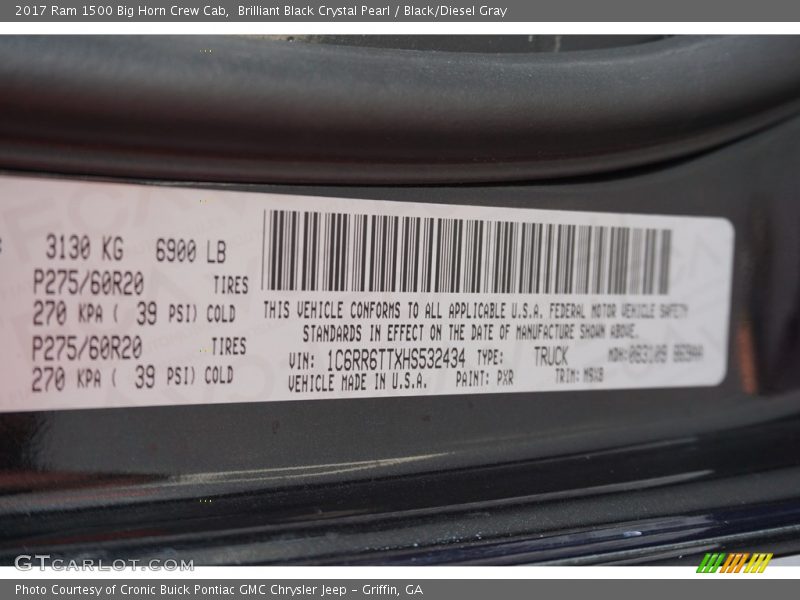 2017 Ram 1500 Big Horn Crew Cab,  Brilliant Black Crystal Pearl / Black/Diesel Gray
3130 KG   6900 LB
P275/60R20   TIRES
270 KPA ( 39 PSI) COLD
P275/60R20   TIRES
270 KPA ( 39 PSI) COLD
THIS VEHICLE CONFORMS TO ALL APPLICABLE U.S.A. FEDERAL MOTOR VEHICLE SAFETY
STANDARDS IN EFFECT ON THE DATE OF MANUFACTURE SHOWN ABOVE.
VIN: 1C6RR6TTXHS532434 TYPE: TRUCK MDH:
VEHICLE MADE IN U.S.A. PAINT: PXR TRIM:
GTCARLOT.COM
Photo Courtesy of Cronic Buick Pontiac GMC Chrysler Jeep - Griffin, GA